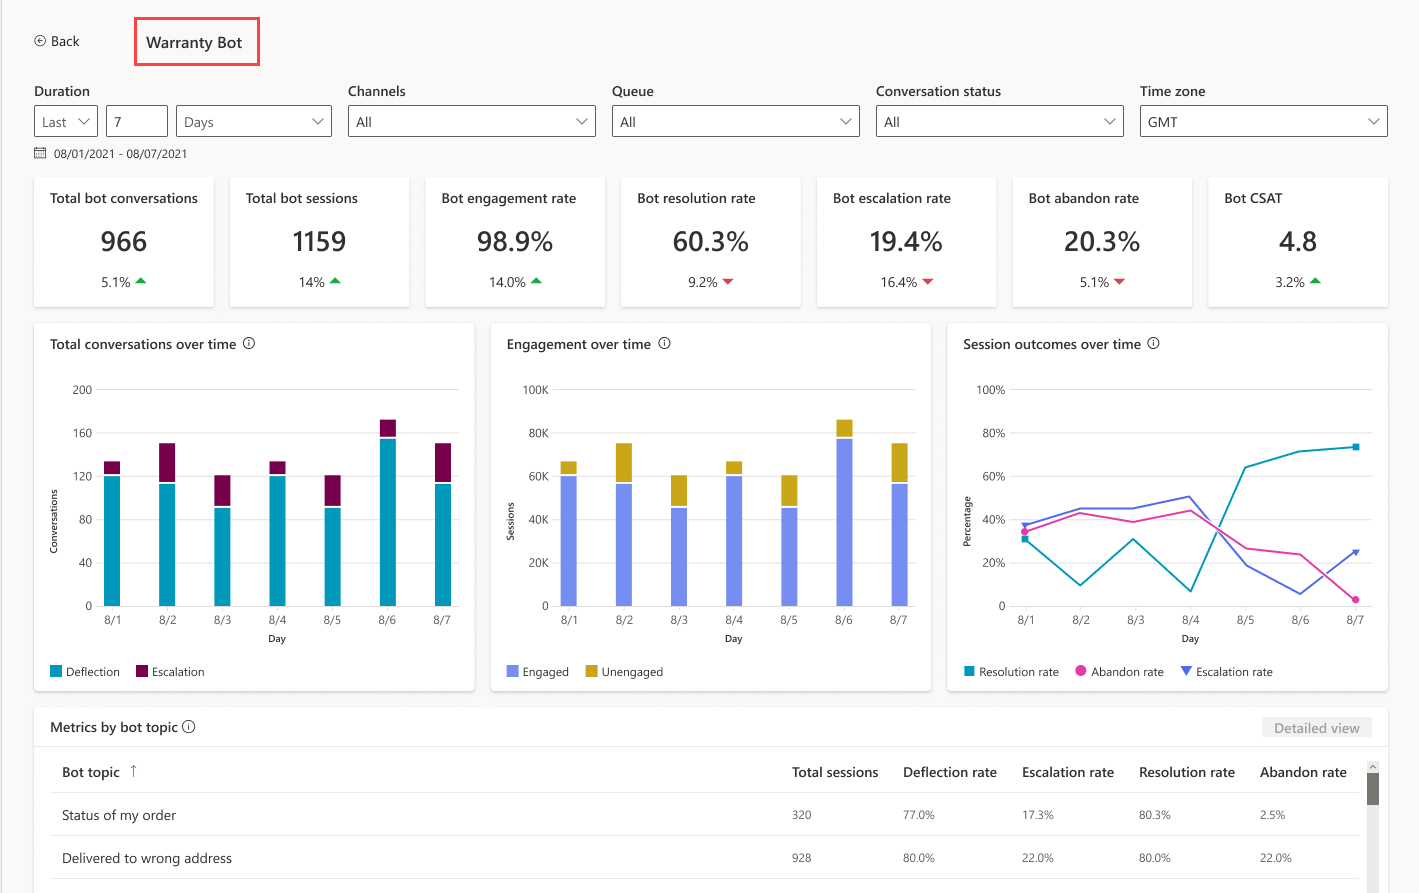 Back
Warranty Bot
Duration Channels Queue Conversation status Time zone
Last 7 Days All All All GMT
08/01/2021 - 08/07/2021
Total bot conversations Total bot sessions Bot engagement rate Bot resolution rate Bot escalation rate Bot abandon rate Bot CSAT
966 1159 98.9% 60.3% 19.4% 20.3% 4.8
5.1% 14% 14.0% 9.2% 16.4% 5.1% 3.2%
Total conversations over time
200
160
120
80
40
0
Conversations
8/1 8/2 8/3 8/4 8/5 8/6 8/7
Day
Deflection Escalation
Engagement over time
100K
80K
60K
40K
20K
0
Sessions
8/1 8/2 8/3 8/4 8/5 8/6 8/7
Day
Engaged Unengaged
Session outcomes over time
100%
80%
60%
40%
20%
0
Percentage
8/1 8/2 8/3 8/4 8/5 8/6 8/7
Day
Resolution rate Abandon rate Escalation rate
Metrics by bot topic Detailed view
Bot topic ↑ Total sessions Deflection rate Escalation rate Resolution rate Abandon rate
Status of my order 320 77.0% 17.3% 80.3% 2.5%
Delivered to wrong address 928 80.0% 22.0% 80.0% 22.0%